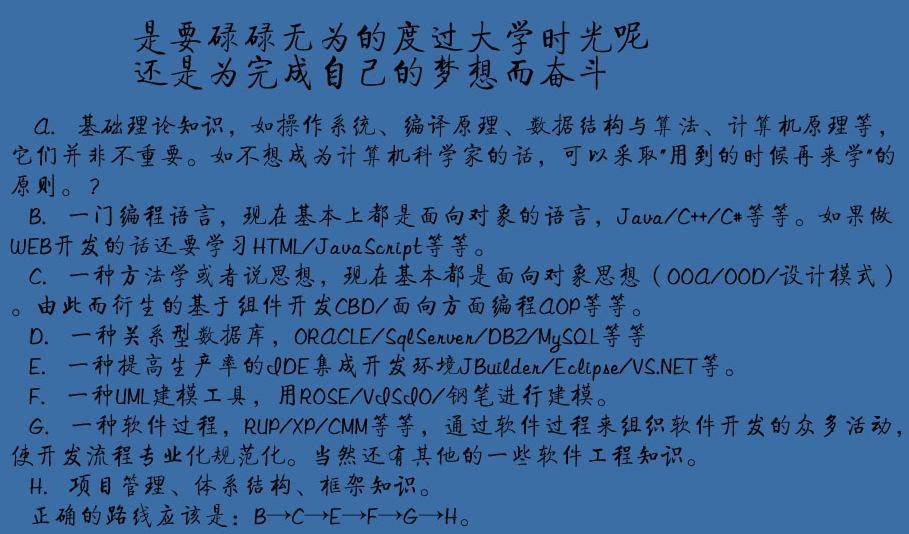 是要碌碌无为的度过大学时光呢
还是为完成自己的梦想而奋斗
A. 基础理论知识，如操作系统、编译原理、数据结构与算法、计算机原理等，
它们并非不重要。如不想成为计算机科学家的话，可以采取"用到的时候再来学"的
原则。？
B. 一门编程语言，现在基本上都是面向对象的语言，Java/C++/C#等等。如果做
WEB开发的话还要学习HTML/JavaScript等等。
C. 一种方法学或者说思想，现在基本都是面向对象思想（OOA/OOD/设计模式）
。由此而衍生的基于组件开发CBD/面向方面编程AOP等等。
D. 一种关系型数据库，ORACLE/SqlServer/DB2/MySQL等等
E. 一种提高生产率的IDE集成开发环境JBuilder/Eclipse/VS.NET等。
F. 一种UML建模工具，用ROSE/VISIO/钢笔进行建模。
G. 一种软件过程，RUP/XP/CMM等等，通过软件过程来组织软件开发的众多活动，
使开发流程专业化规范化。当然还有其他的一些软件工程知识。
H. 项目管理、体系结构、框架知识。
正确的路线应该是：B→C→E→F→G→H。